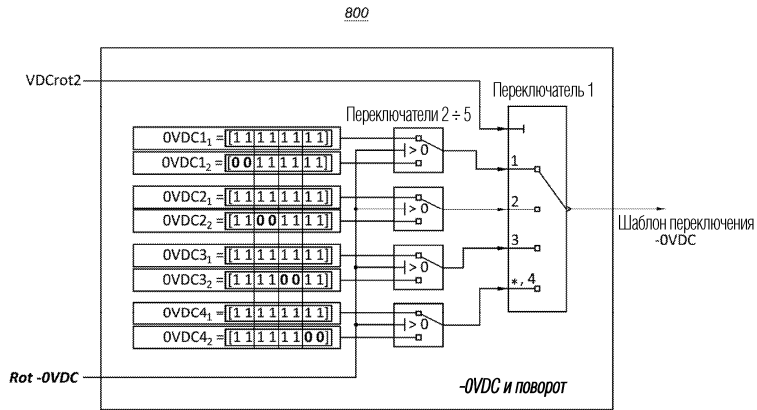 800
VDCrot2
Переключатель 1
Переключатели 2 ÷ 5
0VDC1₁ = [[1 1 1 1 1 1 1 1]]
> 0
0VDC1₂ = [[0 0 1 1 1 1 1 1]]
1
0VDC2₁ = [[1 1 1 1 1 1 1 1]]
> 0
0VDC2₂ = [[1 1 0 0 1 1 1 1]]
2
Шаблон переключения
-0VDC
0VDC3₁ = [[1 1 1 1 1 1 1 1]]
> 0
0VDC3₂ = [[1 1 1 1 0 0 1 1]]
3
0VDC4₁ = [[1 1 1 1 1 1 1 1]]
> 0
0VDC4₂ = [[1 1 1 1 1 1 0 0]]
*, 4
Rot -0VDC
-0VDC и поворот